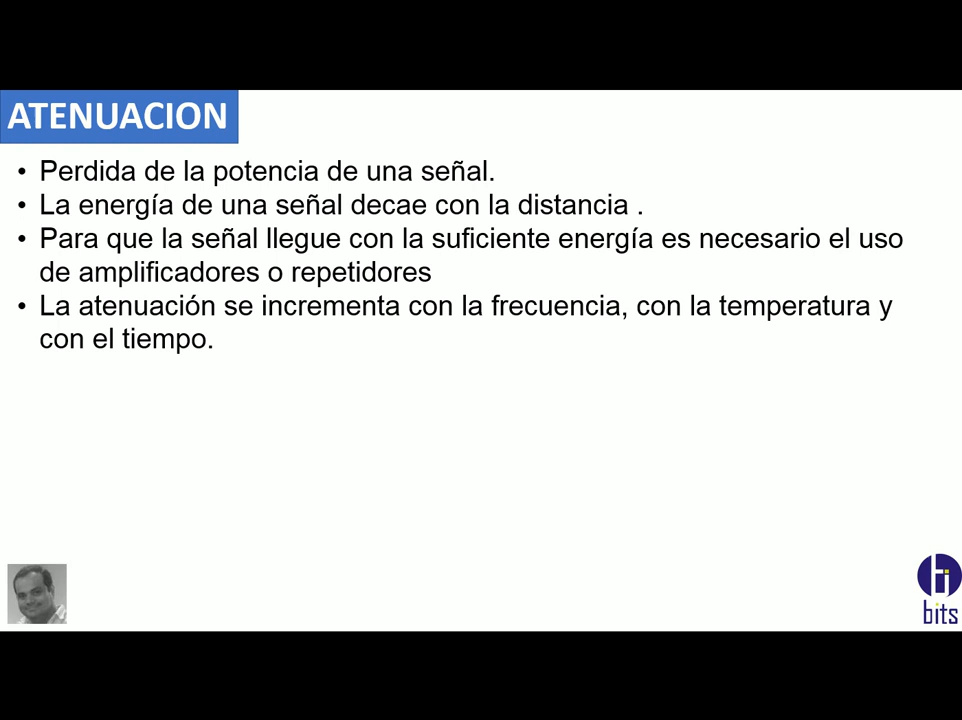 ATENUACION
• Perdida de la potencia de una señal.
• La energía de una señal decae con la distancia .
• Para que la señal llegue con la suficiente energía es necesario el uso
de amplificadores o repetidores
• La atenuación se incrementa con la frecuencia, con la temperatura y
con el tiempo.
bits